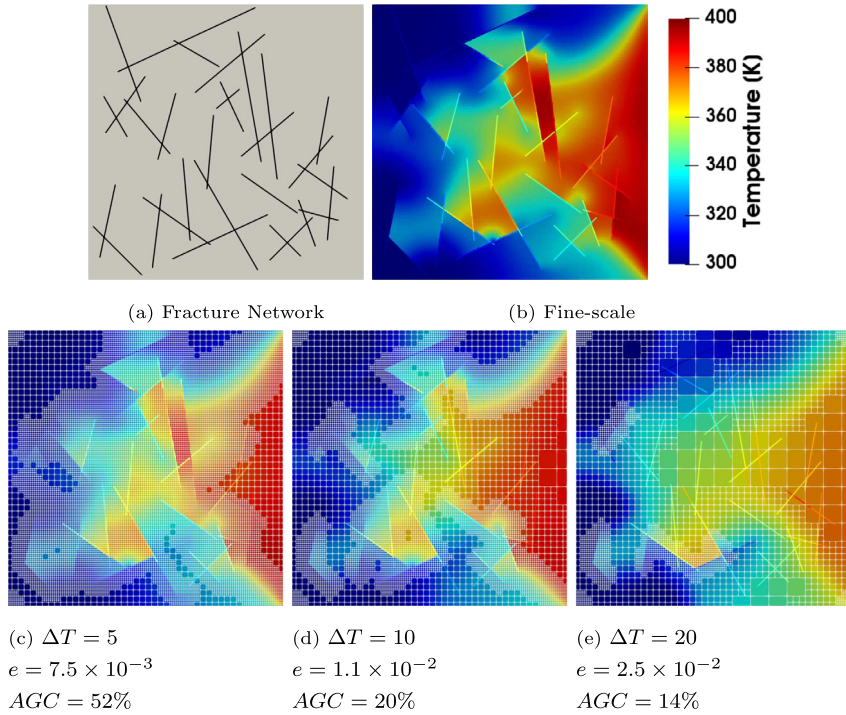 400
380
360
340
320
300
Temperature (K)
(a) Fracture Network
(b) Fine-scale
(c) ΔT = 5
e = 7.5 × 10⁻³
AGC = 52%
(d) ΔT = 10
e = 1.1 × 10⁻²
AGC = 20%
(e) ΔT = 20
e = 2.5 × 10⁻²
AGC = 14%